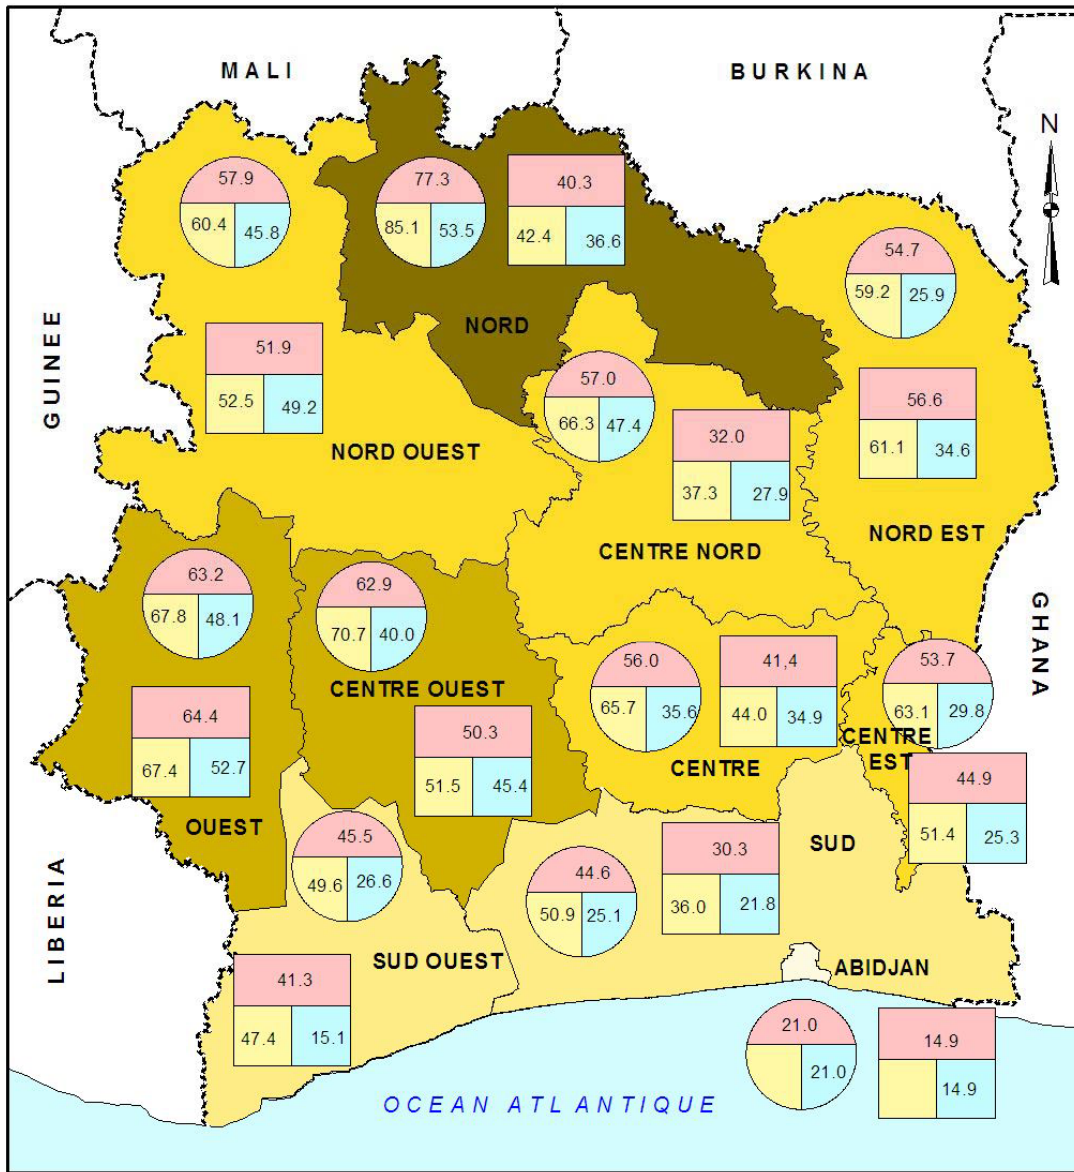 MALI
BURKINA
N
57.9
60.4 45.8
77.3
85.1 53.5
40.3
42.4 36.6
54.7
59.2 25.9
GUINEE
NORD
51.9
52.5 49.2
57.0
66.3 47.4
56.6
61.1 34.6
32.0
37.3 27.9
NORD OUEST
CENTRE NORD
NORD EST
63.2
67.8 48.1
62.9
70.7 40.0
GHANA
56.0
65.7 35.6
41,4
44.0 34.9
53.7
63.1 29.8
CENTRE OUEST
64.4
67.4 52.7
50.3
51.5 45.4
CENTRE
CENTRE
EST
44.9
51.4 25.3
OUEST
SUD
45.5
49.6 26.6
44.6
50.9 25.1
30.3
36.0 21.8
LIBERIA
SUD OUEST
ABIDJAN
41.3
47.4 15.1
21.0
21.0
14.9
14.9
OCEAN ATLANTIQUE